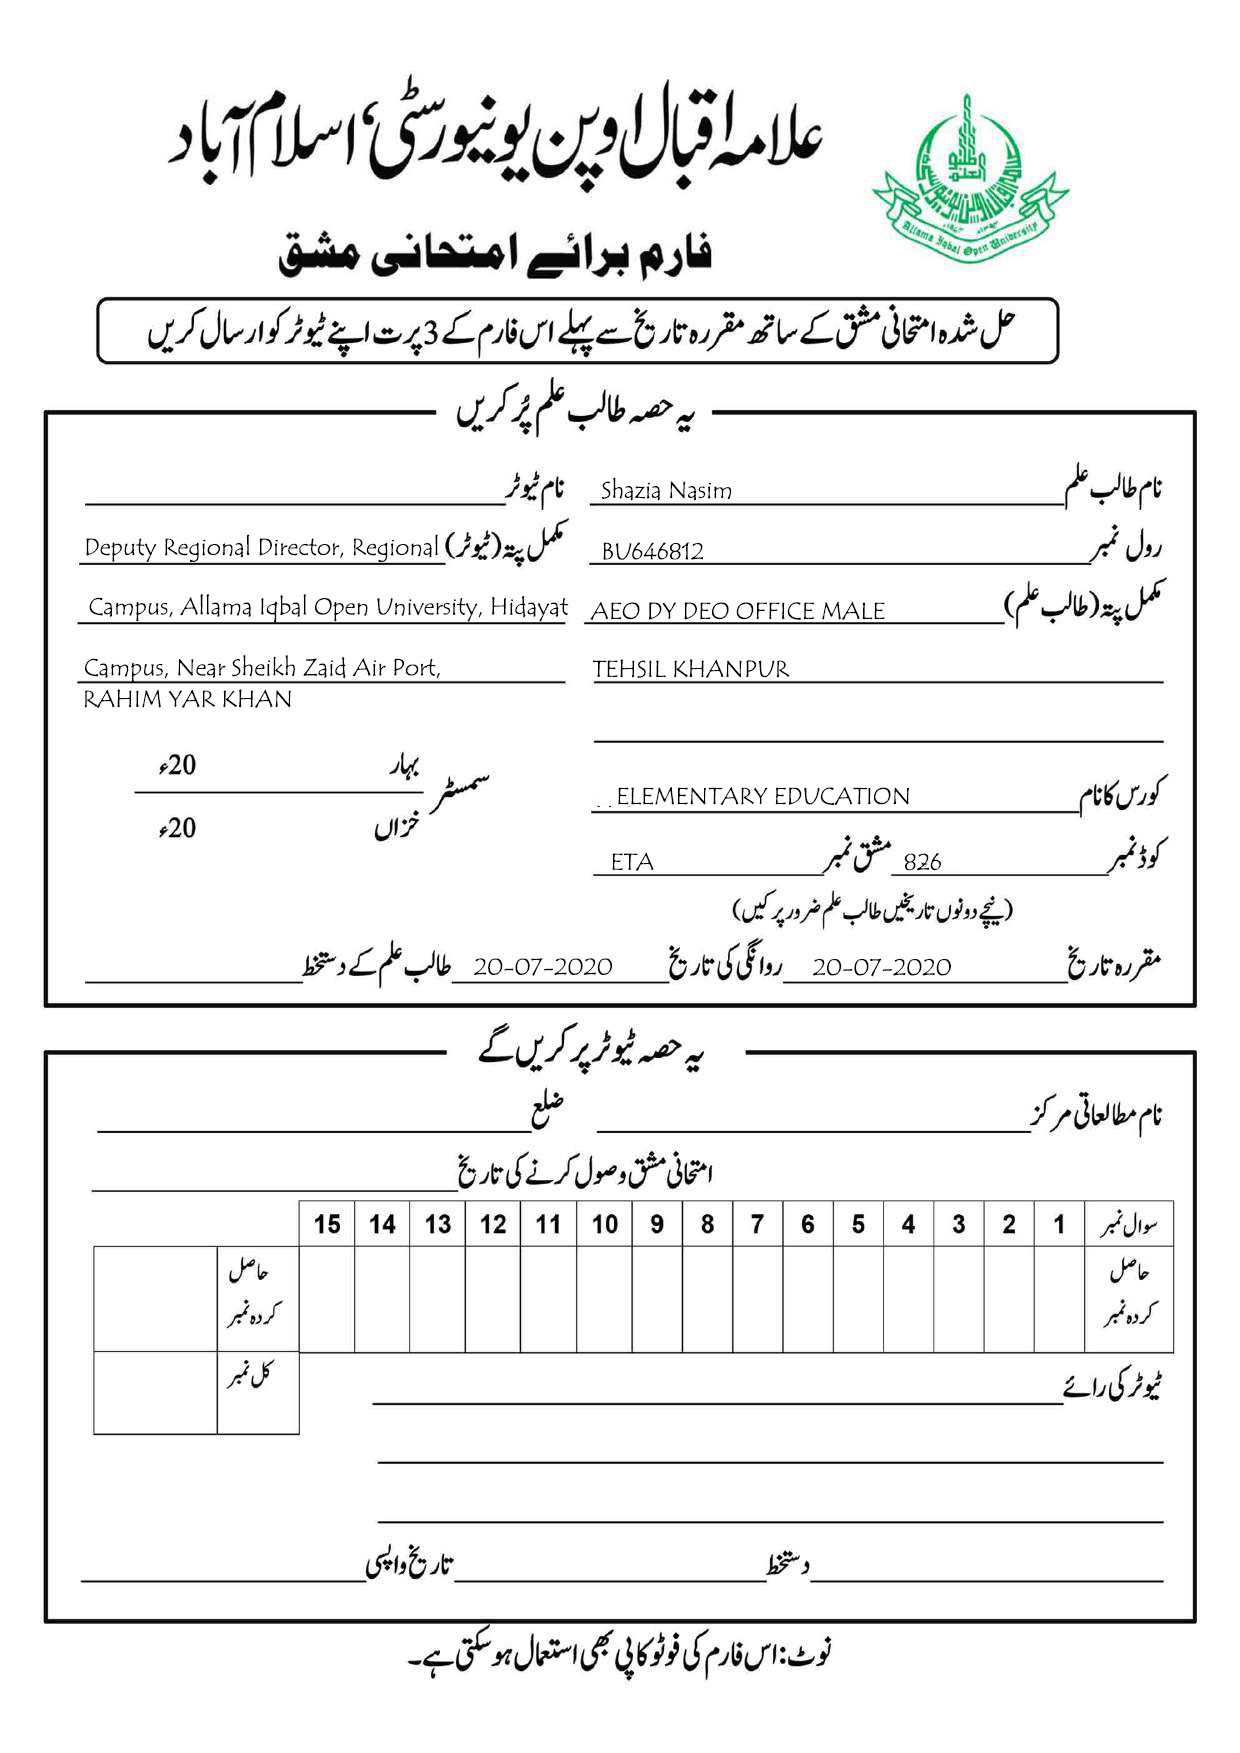 علامہ اقبال اوپن یونیورسٹی، اسلام آباد
Allama Iqbal Open University
فارم برائے امتحانی مشق
حل شدہ امتحانی مشق کے ساتھ مقررہ تاریخ سے پہلے اس فارم کے 3 پرت اپنے ٹیوٹر کو ارسال کریں
یہ حصہ طالب علم پُر کریں
نام طالب علم Shazia Nasim نام ٹیوٹر
رول نمبر BU646812 مکمل پتہ (ٹیوٹر) Deputy Regional Director, Regional
مکمل پتہ (طالب علم) AEO DY DEO OFFICE MALE Campus, Allama Iqbal Open University, Hidayat
TEHSIL KHANPUR Campus, Near Sheikh Zaid Air Port,
RAHIM YAR KHAN
سمسٹر بہار 20ء
خزاں 20ء
کورس کا نام ELEMENTARY EDUCATION
کوڈ نمبر 826 مشق نمبر ETA
(نیچے دونوں تاریخیں طالب علم ضرور پر کیں)
مقررہ تاریخ 20-07-2020 روانگی کی تاریخ 20-07-2020 طالب علم کے دستخط
یہ حصہ ٹیوٹر پر کریں گے
نام مطالعاتی مرکز ضلع
امتحانی مشق وصول کرنے کی تاریخ
سوال نمبر 1 2 3 4 5 6 7 8 9 10 11 12 13 14 15
حاصل حاصل
کردہ نمبر کردہ نمبر
کل نمبر
ٹیوٹر کی رائے
دستخط تاریخ واپسی
نوٹ: اس فارم کی فوٹو کاپی بھی استعمال ہو سکتی ہے۔